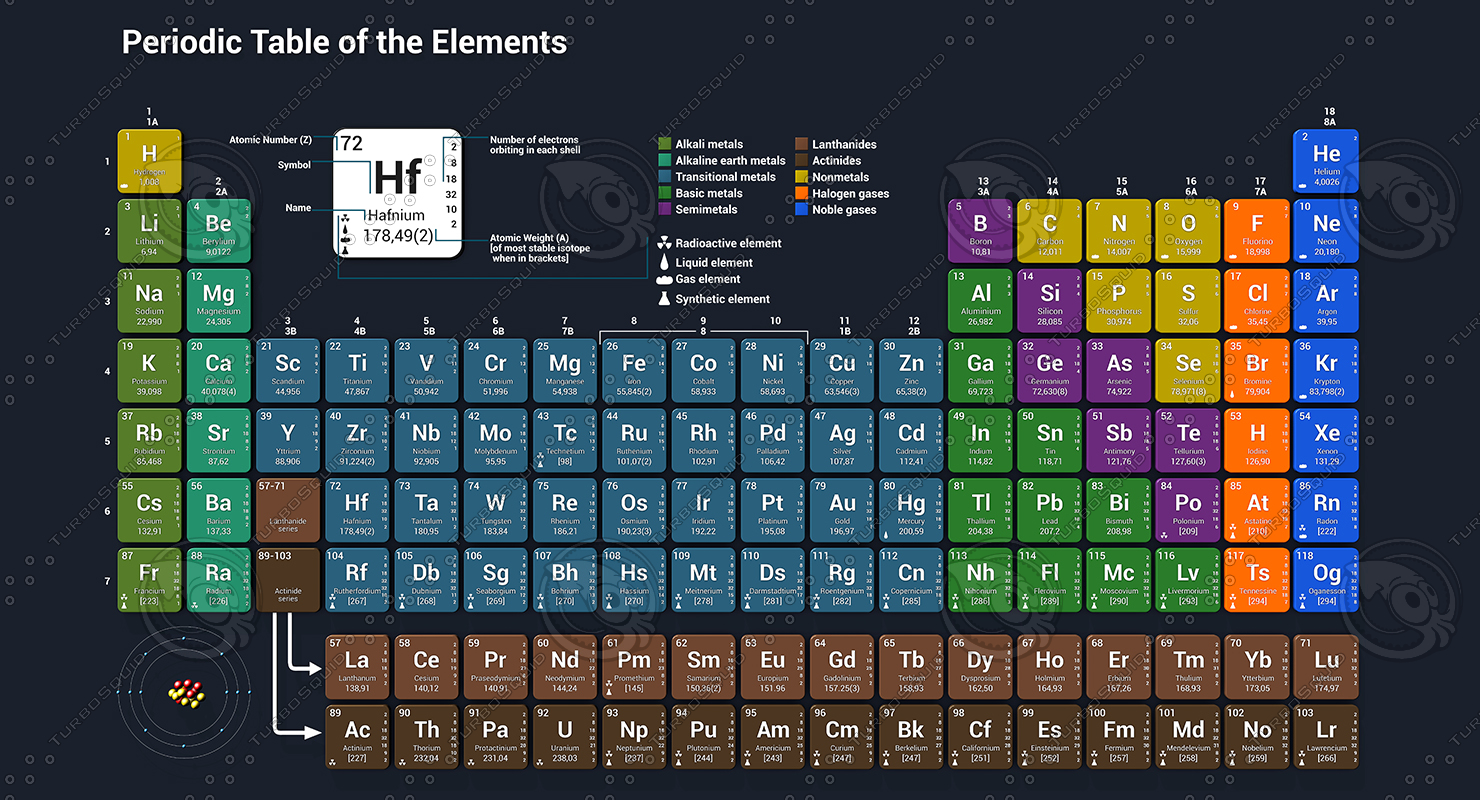 Periodic Table of the Elements
1
1A
18
8A
Atomic Number (Z)
72
Hf
Hafnium
178,49(2)
2
8
18
32
10
2
Number of electrons
orbiting in each shell
Symbol
Name
Atomic Weight (A)
[of most stable isotope
when in brackets]
Alkali metals
Alkaline earth metals
Transitional metals
Basic metals
Semimetals
Lanthanides
Actinides
Nonmetals
Halogen gases
Noble gases
Radioactive element
Liquid element
Gas element
Synthetic element
1
1 2
H He
Hydrogen Helium
1,008 4,0026
2 13 14 15 16 17
2A 3A 4A 5A 6A 7A
2
3 4 5 6 7 8 9 10
Li Be B C N O F Ne
Lithium Berylium Boron Carbon Nitrogen Oxygen Fluorino Neon
6,94 9,0122 10,81 12,011 14,007 15,999 18,998 20,180
3
11 12 13 14 15 16 17 18
Na Mg Al Si P S Cl Ar
Sodium Magnesium Aluminium Silicon Phosphorus Sulfur Chlorine Argon
22,990 24,305 26,982 28,085 30,974 32,06 35,45 39,95
3 4 5 6 7 8 9 10 11 12
3B 4B 5B 6B 7B 8 1B 2B
4
19 20 21 22 23 24 25 26 27 28 29 30 31 32 33 34 35 36
K Ca Sc Ti V Cr Mg Fe Co Ni Cu Zn Ga Ge As Se Br Kr
Potassium Calcium Scandium Titanium Vanadium Chromium Manganese Iron Cobalt Nickel Copper Zinc Gallium Germanium Arsenic Selenium Bromine Krypton
39,098 40,078(4) 44,956 47,867 50,942 51,996 54,938 55,845(2) 58,933 58,693 63,546(3) 65,38(2) 69,723 72,630(8) 74,922 78,971(8) 79,904 83,798(2)
5
37 38 39 40 41 42 43 44 45 46 47 48 49 50 51 52 53 54
Rb Sr Y Zr Nb Mo Tc Ru Rh Pd Ag Cd In Sn Sb Te H Xe
Rubidium Strontium Yttrium Zirconium Niobium Molybdenum Technetium Ruthenium Rhodium Palladium Silver Cadmium Indium Tin Antimony Tellurium Iodine Xenon
85,468 87,62 88,906 91,224(2) 92,905 95,95 [98] 101,07(2) 102,91 106,42 107,87 112,41 114,82 118,71 121,76 127,60(3) 126,90 131,29
6
55 56 57-71 72 73 74 75 76 77 78 79 80 81 82 83 84 85 86
Cs Ba Hf Ta W Re Os Ir Pt Au Hg Tl Pb Bi Po At Rn
Cesium Barium Lanthanide series Hafnium Tantalum Tungsten Rhenium Osmium Iridium Platinum Gold Mercury Thallium Lead Bismuth Polonium Astatine Radon
132,91 137,33 178,49(2) 180,95 183,84 186,21 190,23(3) 192,22 195,08 196,97 200,59 204,38 207,2 208,98 [209] [210] [222]
7
87 88 89-103 104 105 106 107 108 109 110 111 112 113 114 115 116 117 118
Fr Ra Rf Db Sg Bh Hs Mt Ds Rg Cn Nh Fl Mc Lv Ts Og
Francium Radium Actinide series Rutherfordium Dubnium Seaborgium Bohrium Hassium Meitnerium Darmstadtium Roentgenium Copernicium Nihonium Flerovium Moscovium Livermorium Tennessine Oganesson
[223] [226] [267] [268] [269] [270] [270] [278] [281] [282] [285] [286] [289] [290] [293] [294] [294]
57 58 59 60 61 62 63 64 65 66 67 68 69 70 71
La Ce Pr Nd Pm Sm Eu Gd Tb Dy Ho Er Tm Yb Lu
Lanthanum Cerium Praseodymium Neodymium Promethium Samarium Europium Gadolinium Terbium Dysprosium Holmium Erbium Thulium Ytterbium Lutetium
138,91 140,12 140,91 144,24 [145] 150,36(2) 151.96 157.25(3) 158,93 162,50 164,93 167,26 168,93 173,05 174,97
89 90 91 92 93 94 95 96 97 98 99 100 101 102 103
Ac Th Pa U Np Pu Am Cm Bk Cf Es Fm Md No Lr
Actinium Thorium Protactinium Uranium Neptunium Plutonium Americium Curium Berkelium Californium Einsteinium Fermium Mendelevium Nobelium Lawrencium
[227] 232,04 231,04 238,03 [237] [244] [243] [247] [247] [251] [252] [257] [258] [259] [266]